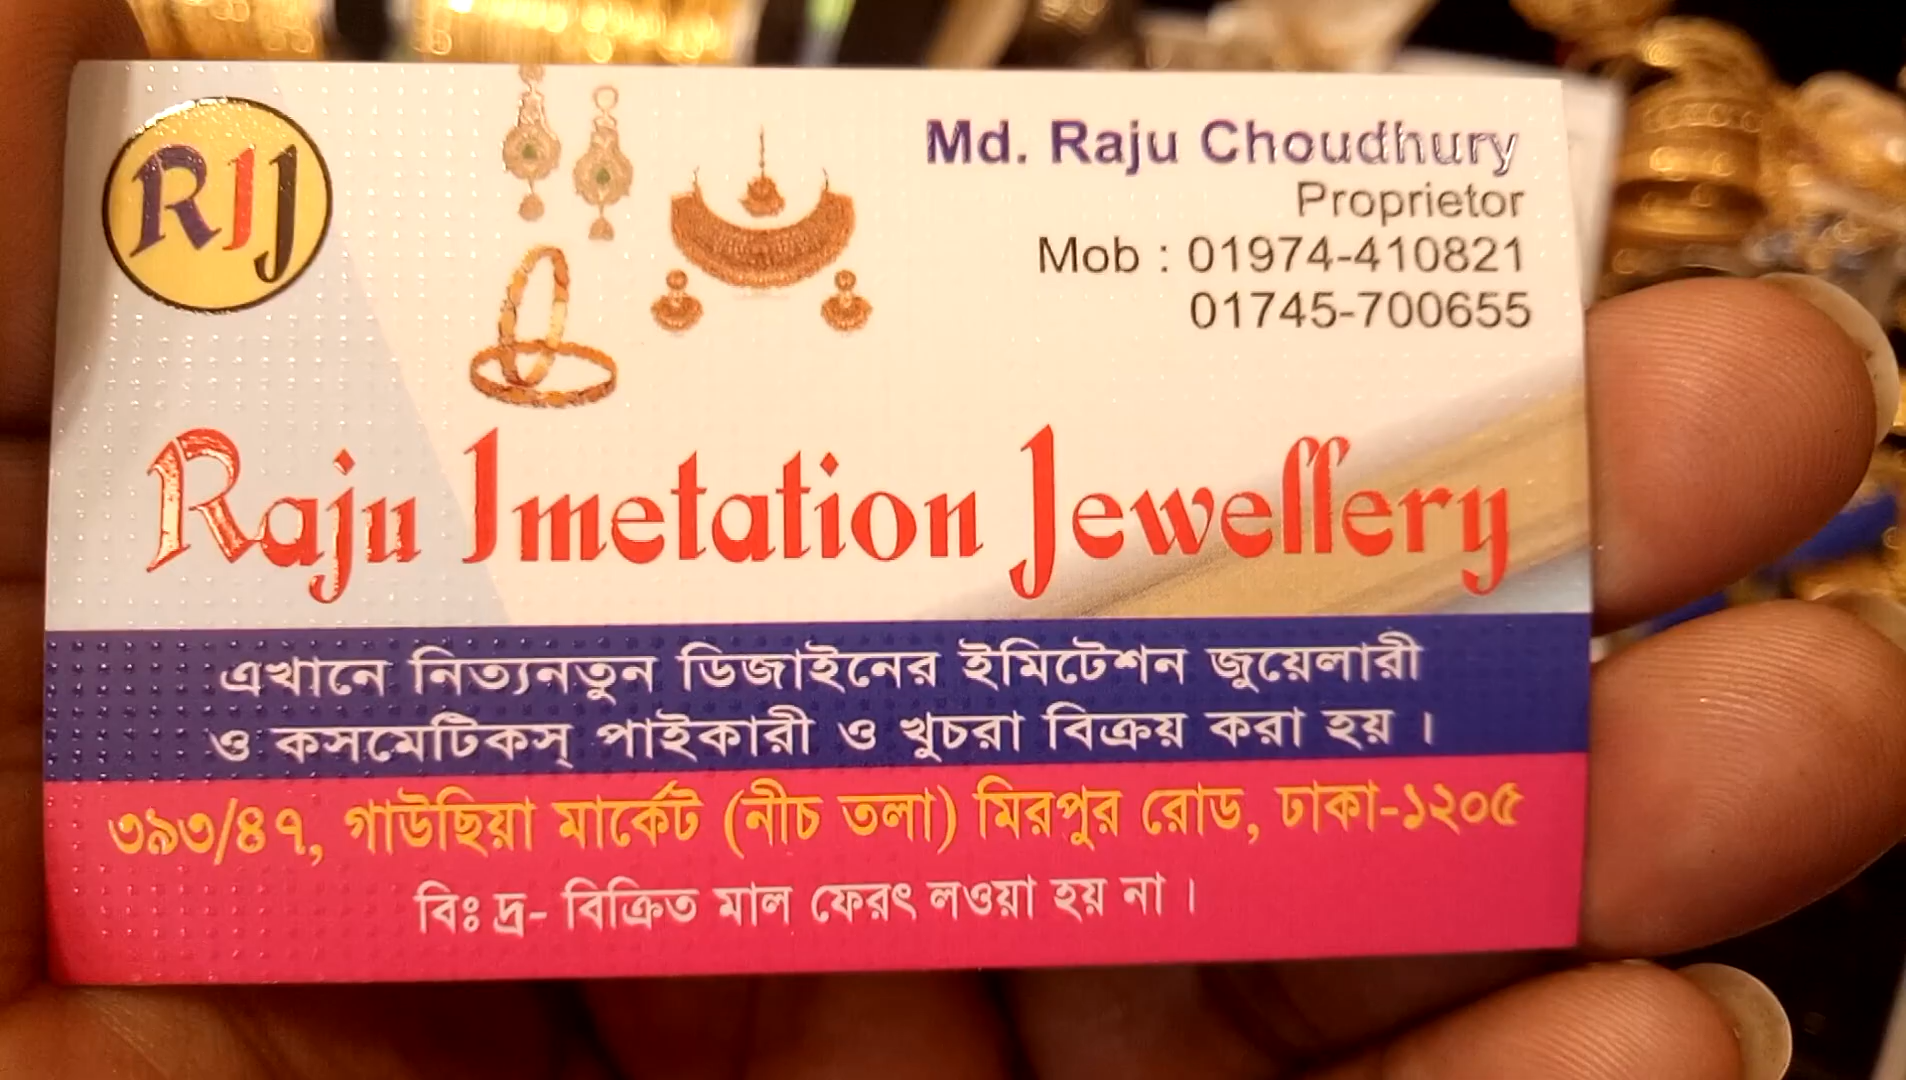 RIJ
Md. Raju Choudhury
Proprietor
Mob : 01974-410821
01745-700655
Raju Imetation Jewellery
এখানে নিত্যনতুন ডিজাইনের ইমিটেশন জুয়েলারী
ও কসমেটিকস্ পাইকারী ও খুচরা বিক্রয় করা হয় ।
৩৯৩/৪৭, গাউছিয়া মার্কেট (নীচ তলা) মিরপুর রোড, ঢাকা-১২০৫
বিঃ দ্র- বিক্রিত মাল ফেরৎ লওয়া হয় না ।